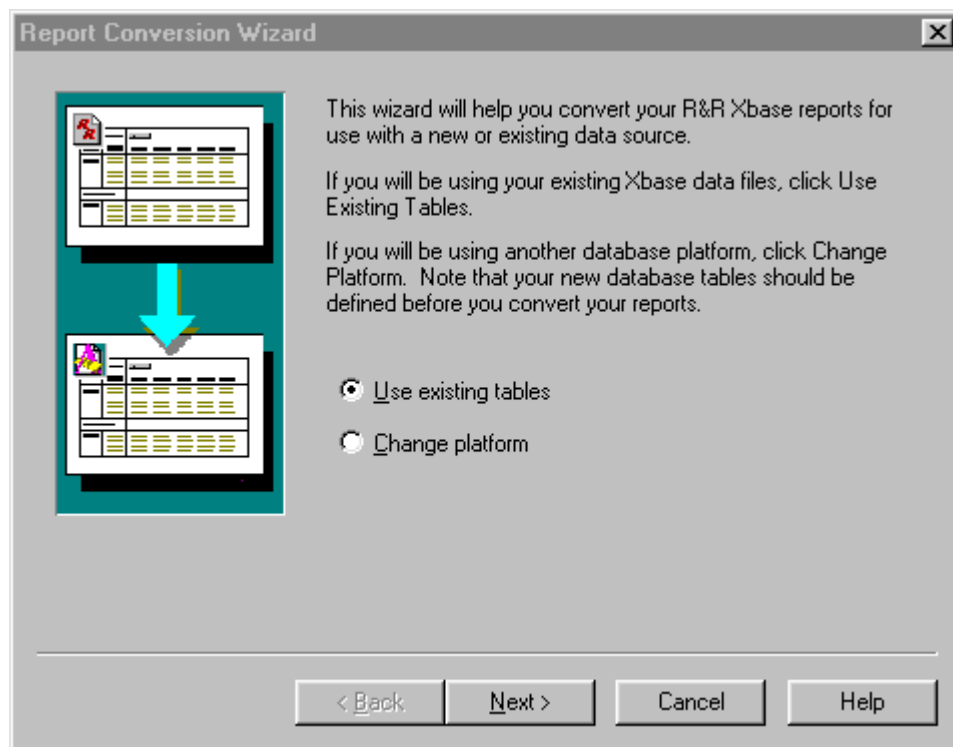 Report Conversion Wizard
This wizard will help you convert your R&R Xbase reports for
use with a new or existing data source.
If you will be using your existing Xbase data files, click Use
Existing Tables.
If you will be using another database platform, click Change
Platform.  Note that your new database tables should be
defined before you convert your reports.
Use existing tables
Change platform
< Back
Next >
Cancel
Help